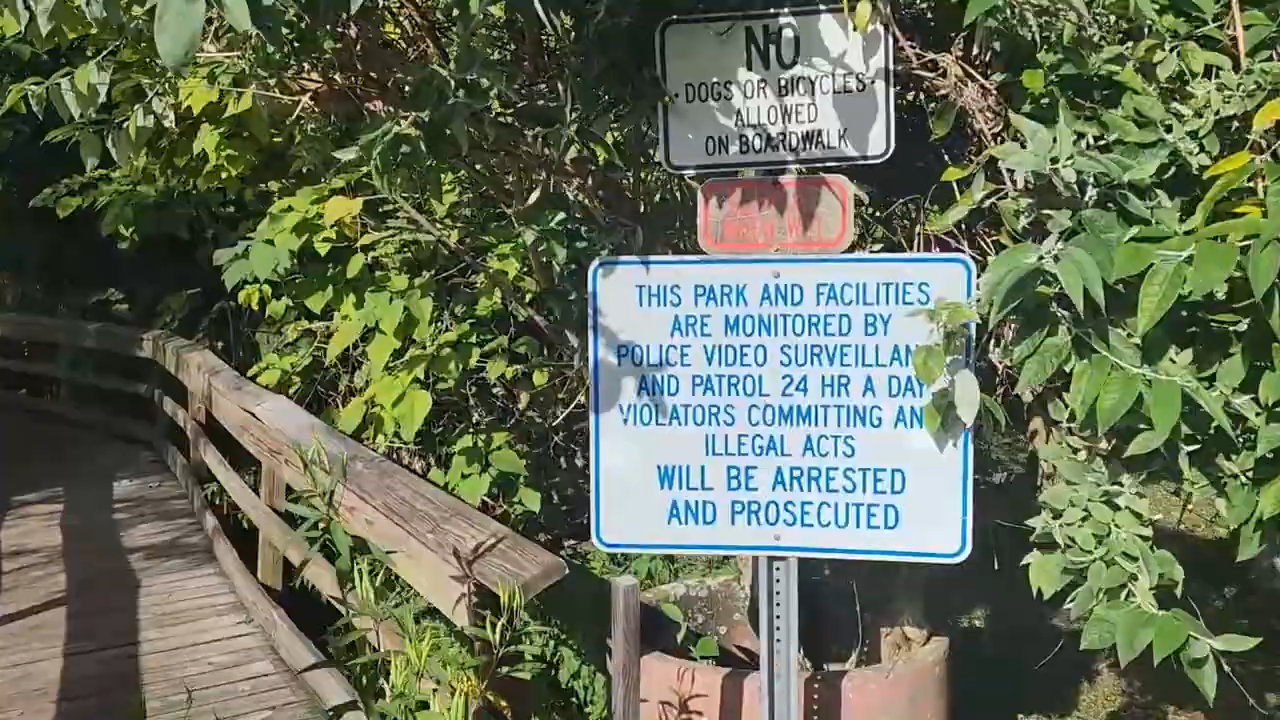 NO
DOGS OR BICYCLES
ALLOWED
ON BOARDWALK
THIS PARK AND FACILITIES
ARE MONITORED BY
POLICE VIDEO SURVEILLAN
AND PATROL 24 HR A DAY
VIOLATORS COMMITTING AN
ILLEGAL ACTS
WILL BE ARRESTED
AND PROSECUTED